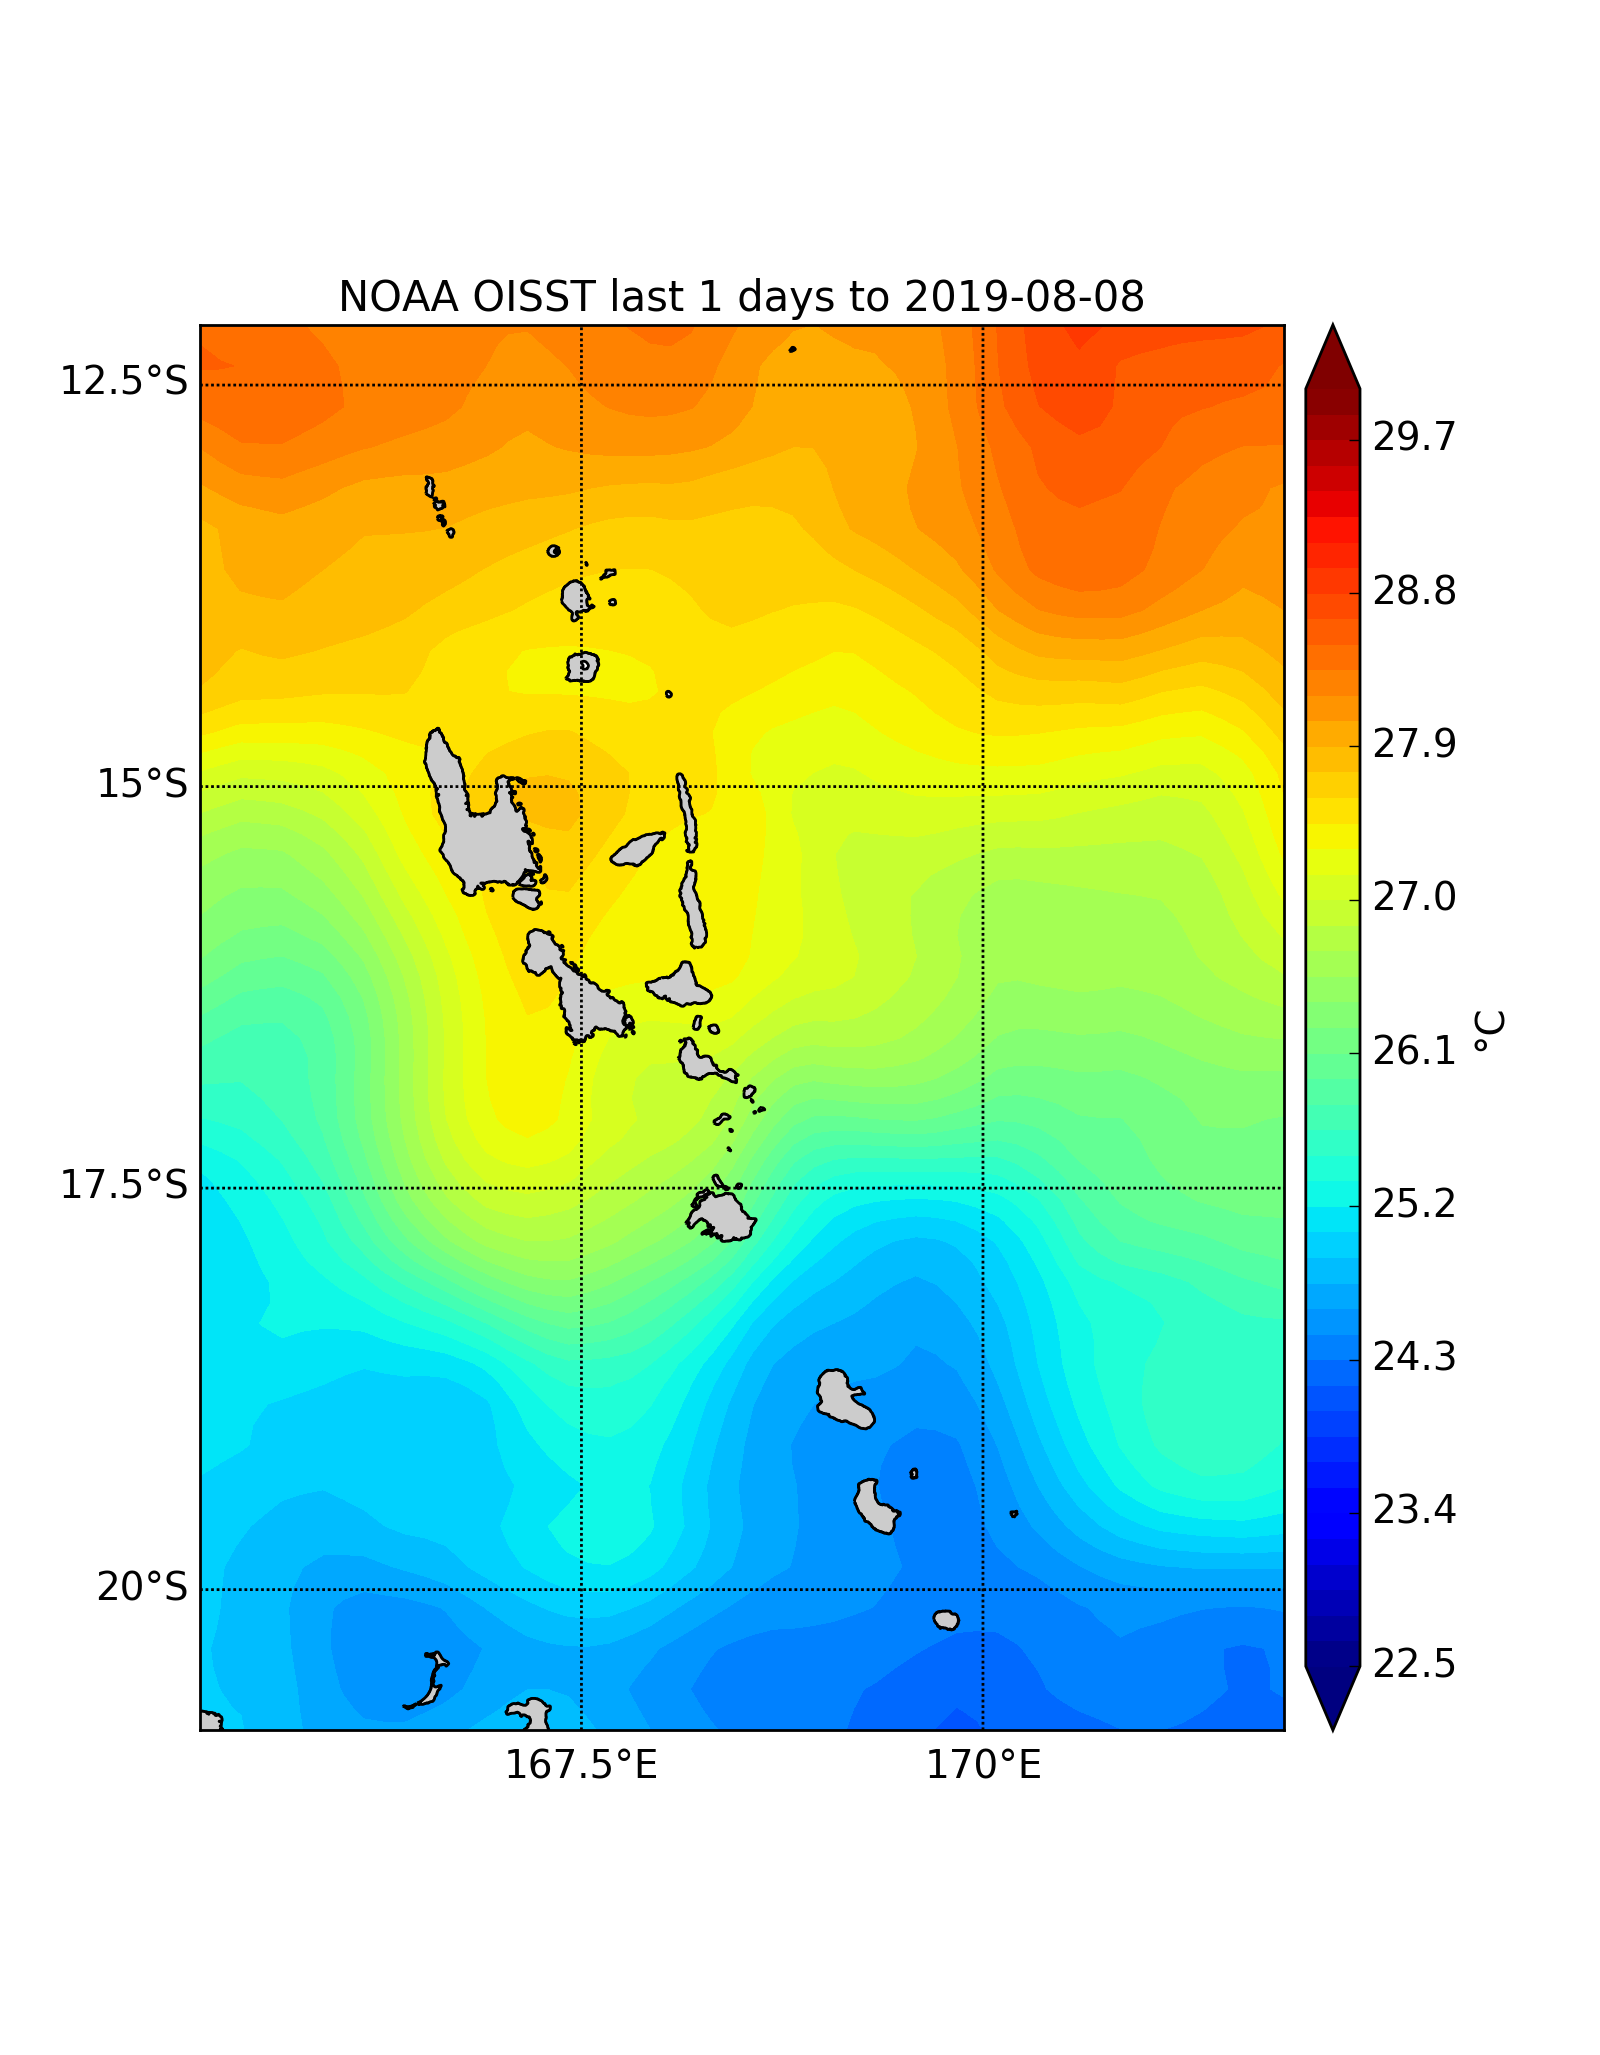 NOAA OISST last 1 days to 2019-08-08
12.5°S
15°S
17.5°S
20°S
167.5°E
170°E
29.7
28.8
27.9
27.0
26.1
25.2
24.3
23.4
22.5
°C